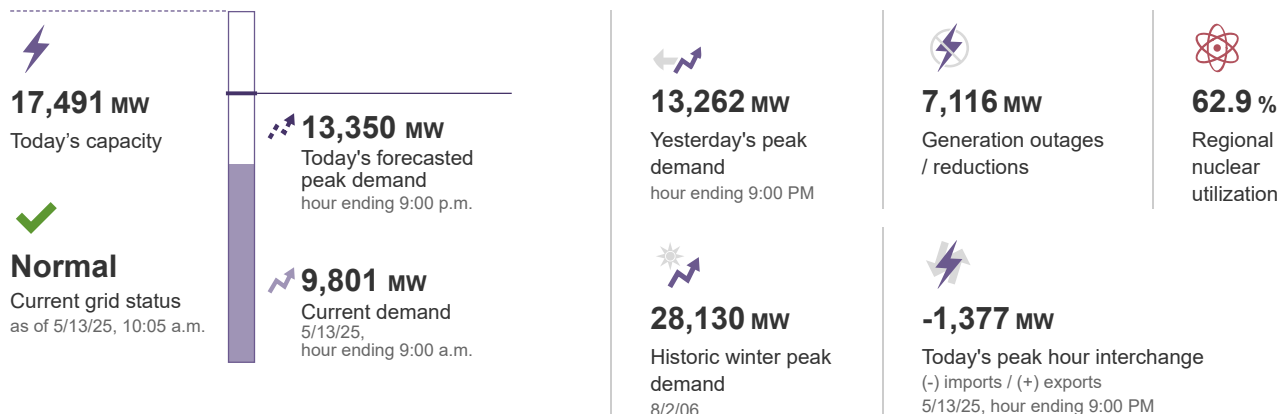 17,491 MW
Today's capacity
Normal
Current grid status
as of 5/13/25, 10:05 a.m.
13,350 MW
Today's forecasted
peak demand
hour ending 9:00 p.m.
9,801 MW
Current demand
5/13/25,
hour ending 9:00 a.m.
13,262 MW
Yesterday's peak
demand
hour ending 9:00 PM
7,116 MW
Generation outages
/ reductions
62.9 %
Regional
nuclear
utilization
28,130 MW
Historic winter peak
demand
8/2/06
-1,377 MW
Today's peak hour interchange
(-) imports / (+) exports
5/13/25, hour ending 9:00 PM